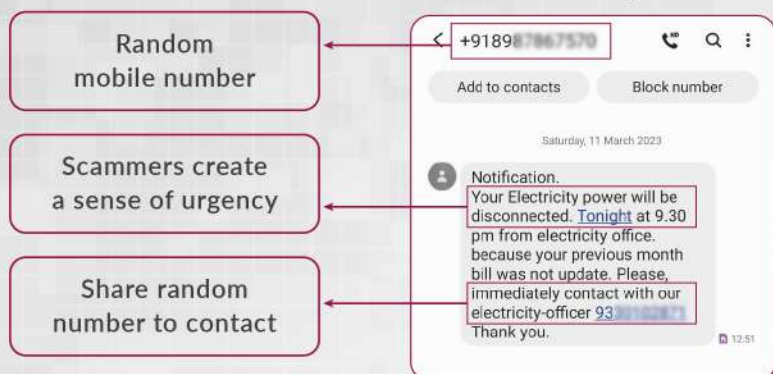 Random
mobile number
Scammers create
a sense of urgency
Share random
number to contact
+9189
Add to contacts
Block number
Saturday, 11 March 2023
Notification.
Your Electricity power will be
disconnected. Tonight at 9.30
pm from electricity office.
because your previous month
bill was not update. Please,
immediately contact with our
electricity-officer 93
Thank you.
12:51